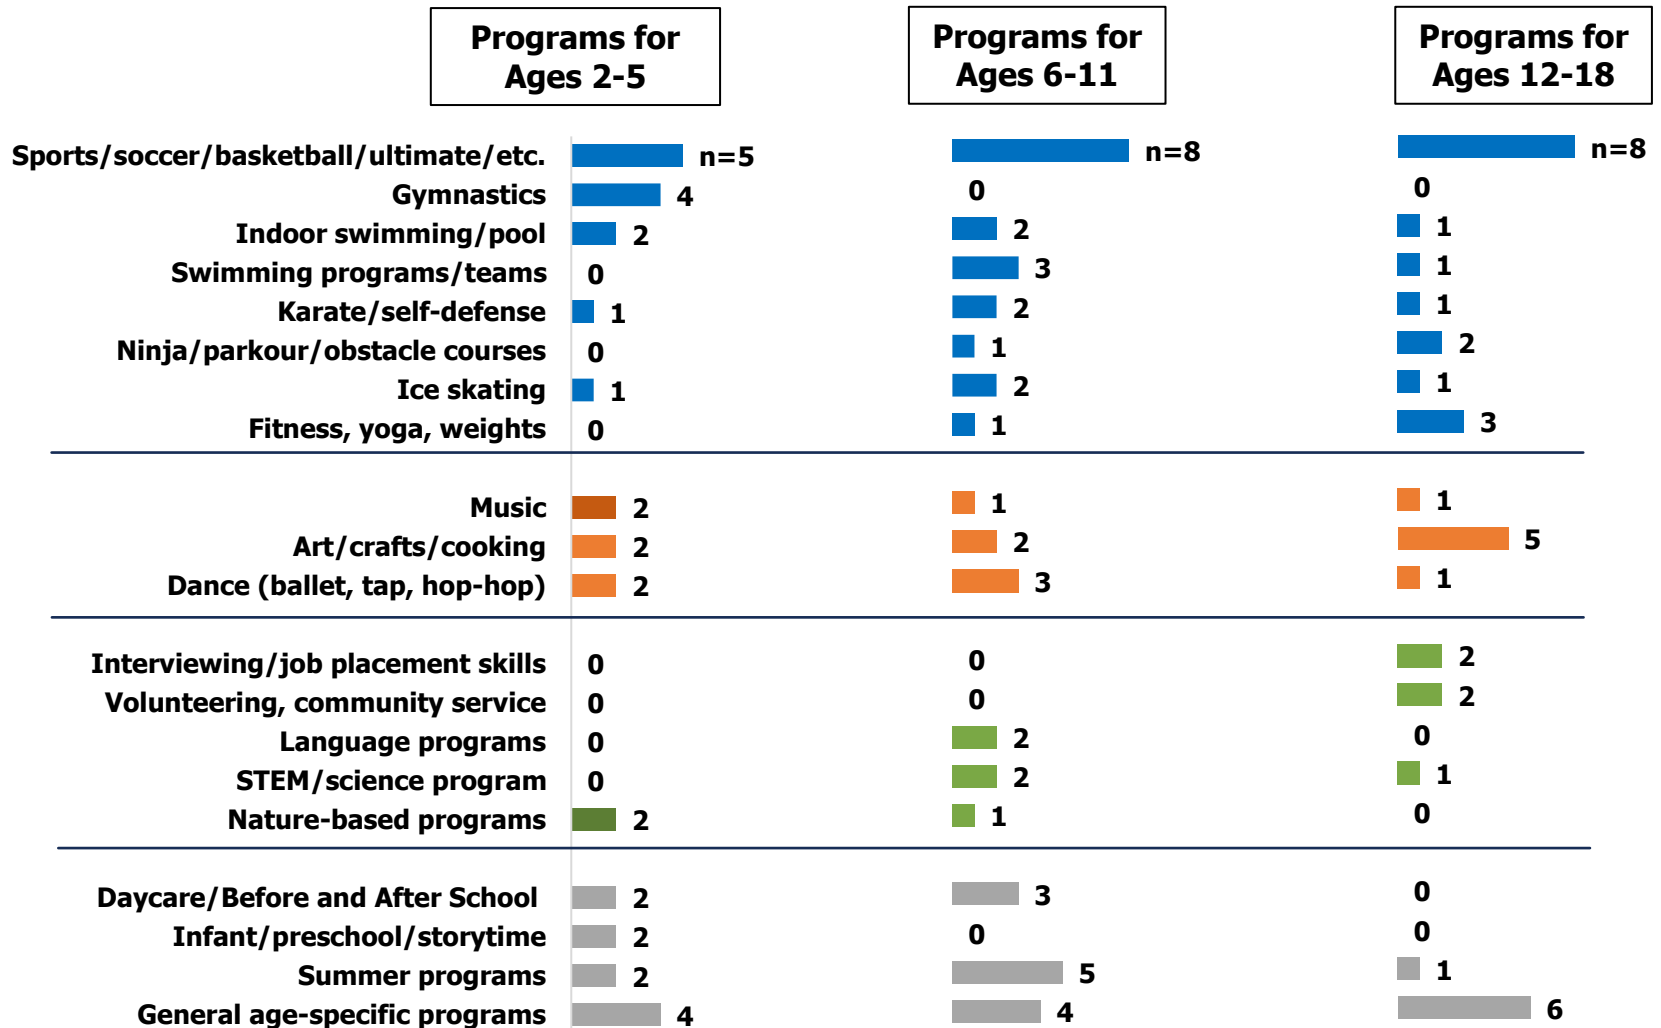 Programs for
Ages 2-5
Programs for
Ages 6-11
Programs for
Ages 12-18
Sports/soccer/basketball/ultimate/etc. n=5 n=8 n=8
Gymnastics 4 0 0
Indoor swimming/pool 2 2 1
Swimming programs/teams 0 3 1
Karate/self-defense 1 2 1
Ninja/parkour/obstacle courses 0 1 2
Ice skating 1 2 1
Fitness, yoga, weights 0 1 3
Music 2 1 1
Art/crafts/cooking 2 2 5
Dance (ballet, tap, hop-hop) 2 3 1
Interviewing/job placement skills 0 0 2
Volunteering, community service 0 0 2
Language programs 0 2 0
STEM/science program 0 2 1
Nature-based programs 2 1 0
Daycare/Before and After School 2 3 0
Infant/preschool/storytime 2 0 0
Summer programs 2 5 1
General age-specific programs 4 4 6